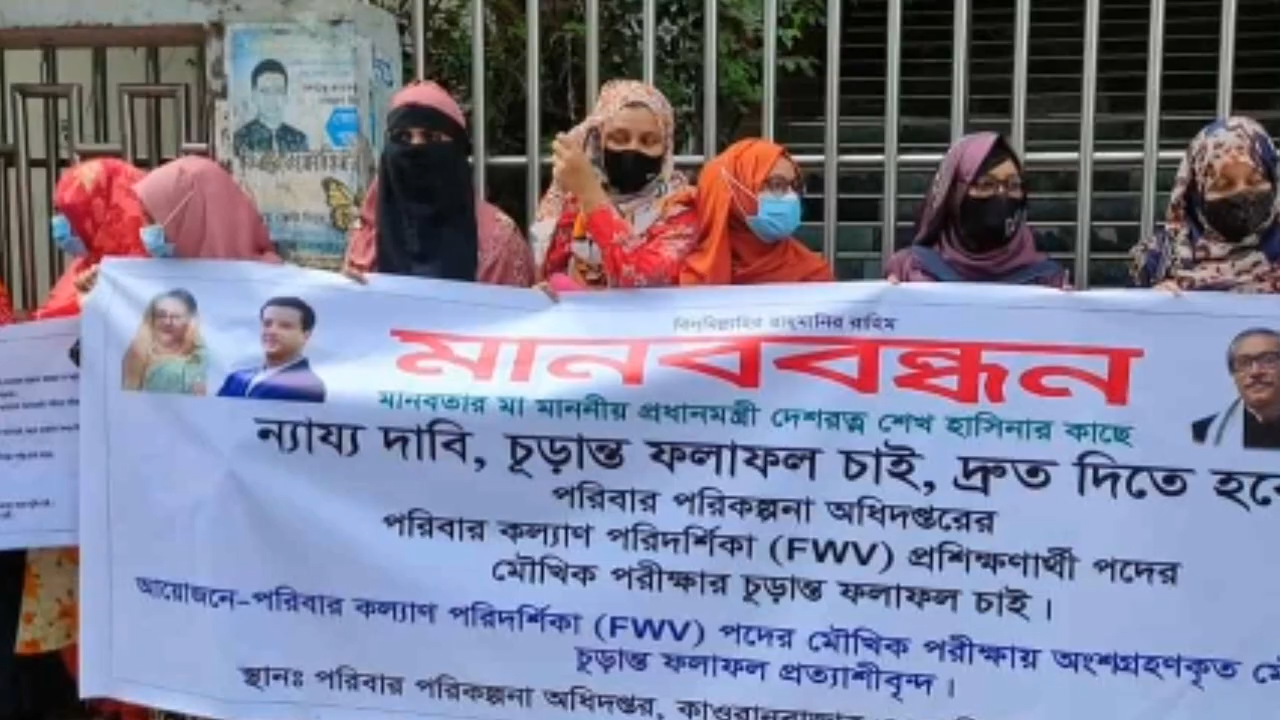 বিসমিল্লাহির রাহমানির রাহিম
মানববন্ধন
মানবতার মা মাননীয় প্রধানমন্ত্রী দেশরত্ন শেখ হাসিনার কাছে
ন্যায্য দাবি, চূড়ান্ত ফলাফল চাই, দ্রুত দিতে
পরিবার পরিকল্পনা অধিদপ্তরের
পরিবার কল্যাণ পরিদর্শিকা (FWV) প্রশিক্ষণার্থী পদের
মৌখিক পরীক্ষার চূড়ান্ত ফলাফল চাই।
আয়োজনে-পরিবার কল্যাণ পরিদর্শিকা (FWV) পদের মৌখিক পরীক্ষায় অংশগ্রহণকৃত
চূড়ান্ত ফলাফল প্রত্যাশীবৃন্দ।
স্থানঃ পরিবার পরিকল্পনা অধিদপ্তর,